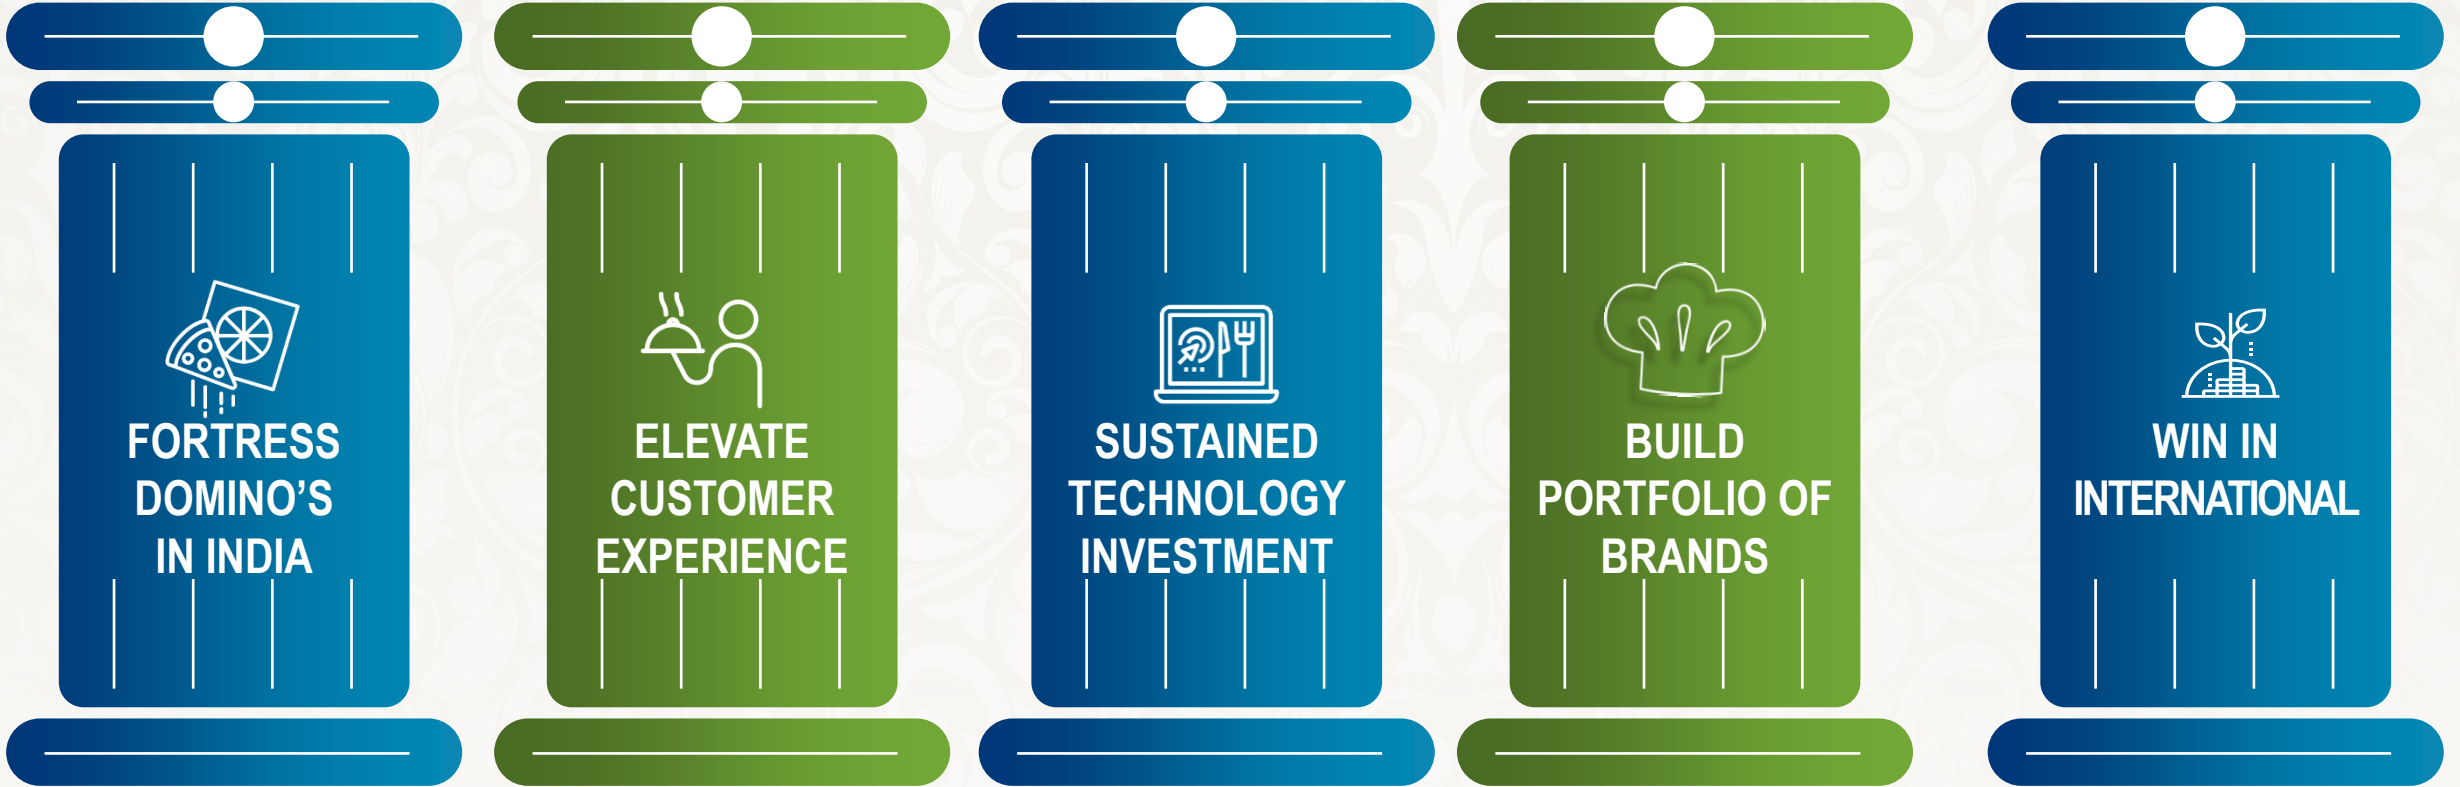 FORTRESS
DOMINO’S
IN INDIA
ELEVATE
CUSTOMER
EXPERIENCE
SUSTAINED
TECHNOLOGY
INVESTMENT
BUILD
PORTFOLIO OF
BRANDS
WIN IN
INTERNATIONAL